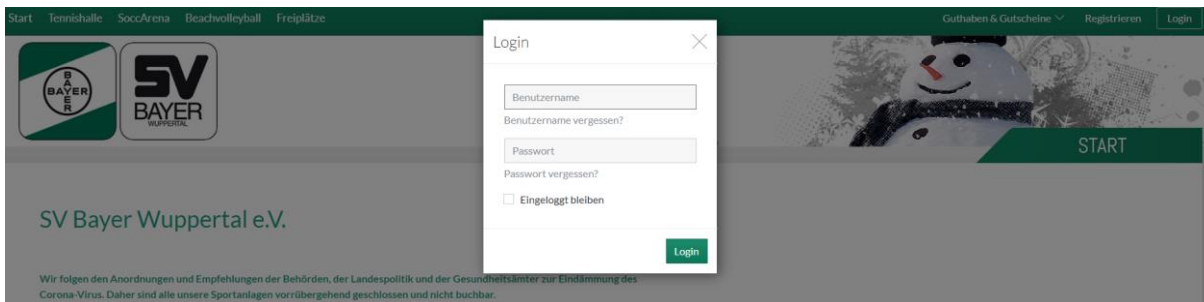 Start Tennishalle SoccArena Beachvolleyball Freiplätze Guthaben & Gutscheine Registrieren Login
Login
BAYER
BAYER
SV
BAYER
WUPPERTAL
Benutzername
Benutzername vergessen?
Passwort
Passwort vergessen?
Eingeloggt bleiben
Login
START
SV Bayer Wuppertal e.V.
Wir folgen den Anordnungen und Empfehlungen der Behörden, der Landespolitik und der Gesundheitsämter zur Eindämmung des
Corona-Virus. Daher sind alle unsere Sportanlagen vorrübergehend geschlossen und nicht buchbar.